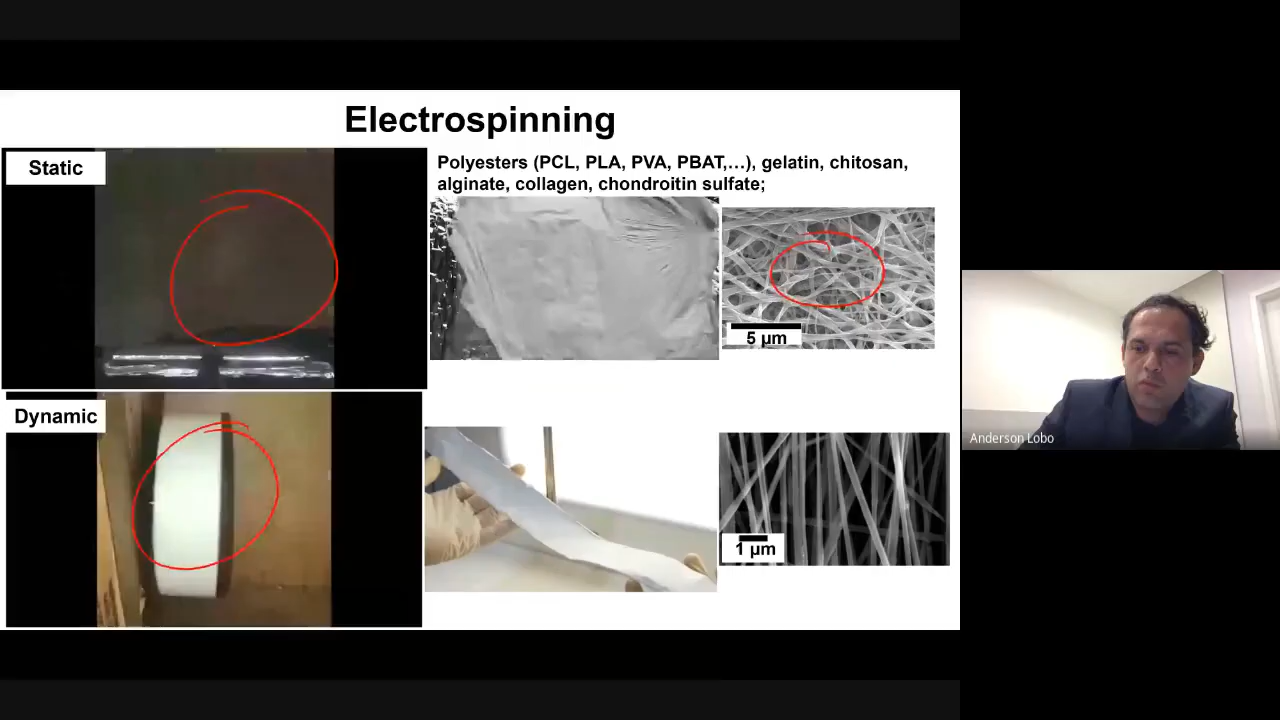 Electrospinning
Static
Polyesters (PCL, PLA, PVA, PBAT,...), gelatin, chitosan,
alginate, collagen, chondroitin sulfate;
5 µm
Dynamic
1 µm
Anderson Lobo